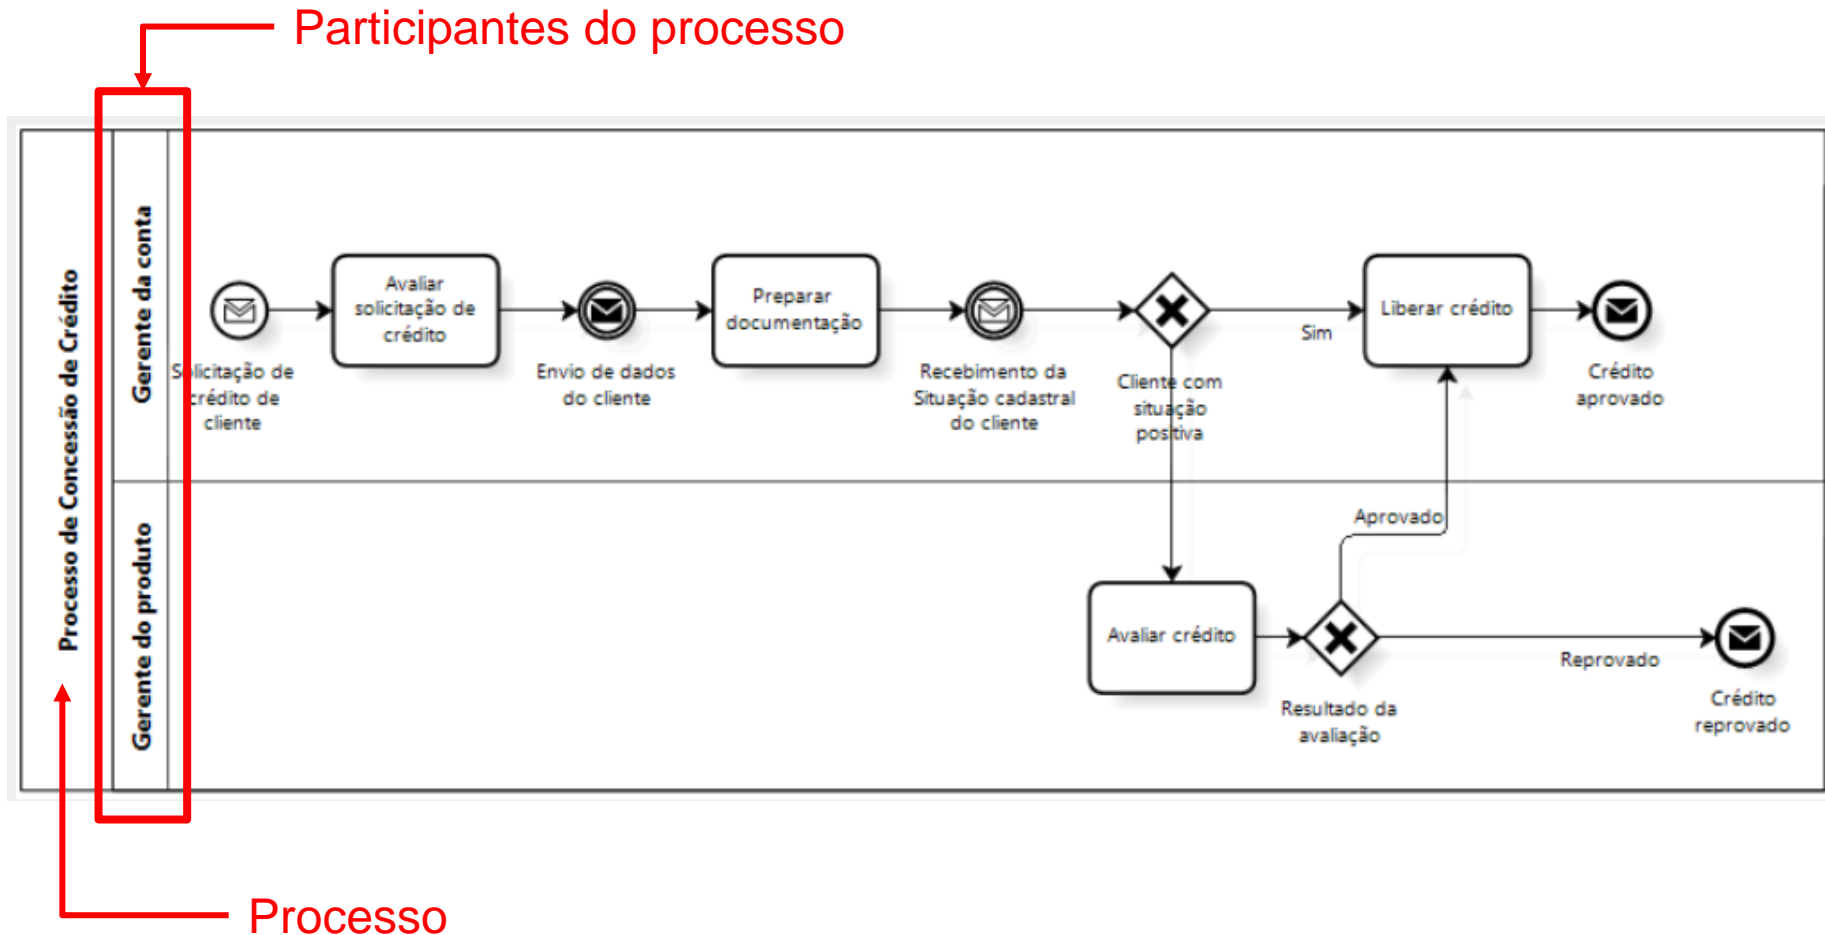 Participantes do processo
Processo de Concessão de Crédito
Gerente da conta
Solicitação de
crédito de
cliente
Avaliar
solicitação de
crédito
Envio de dados
do cliente
Preparar
documentação
Recebimento da
Situação cadastral
do cliente
Cliente com
situação
positiva
Sim
Liberar crédito
Crédito
aprovado
Gerente do produto
Avaliar crédito
Aprovado
Resultado da
avaliação
Reprovado
Crédito
reprovado
Processo